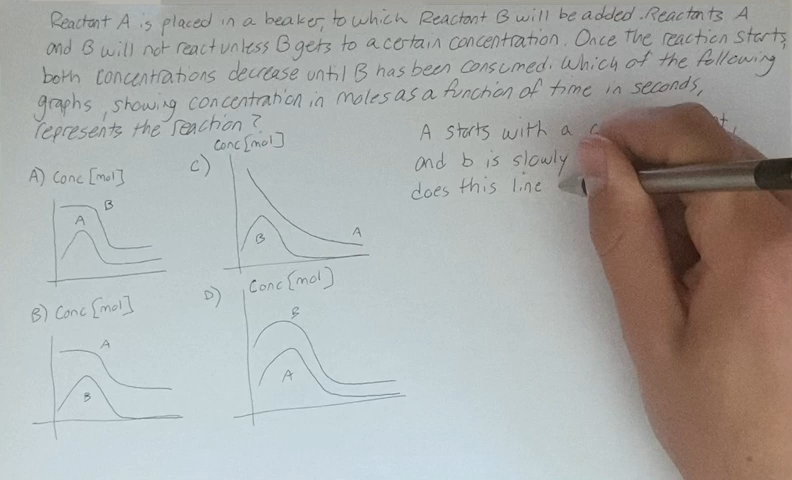 Reactant A is placed in a beaker, to which Reactant B will be added. Reactants A
and B will not react unless B gets to a certain concentration. Once the reaction starts,
both concentrations decrease until B has been consumed. Which of the following
graphs, showing concentration in moles as a function of time in seconds,
represents the reaction?
A starts with a
and b is slowly
does this line
A) Conc [mol]
B
A
C) Conc [mol]
B
A
B) Conc [mol]
A
B
D) Conc [mol]
B
A